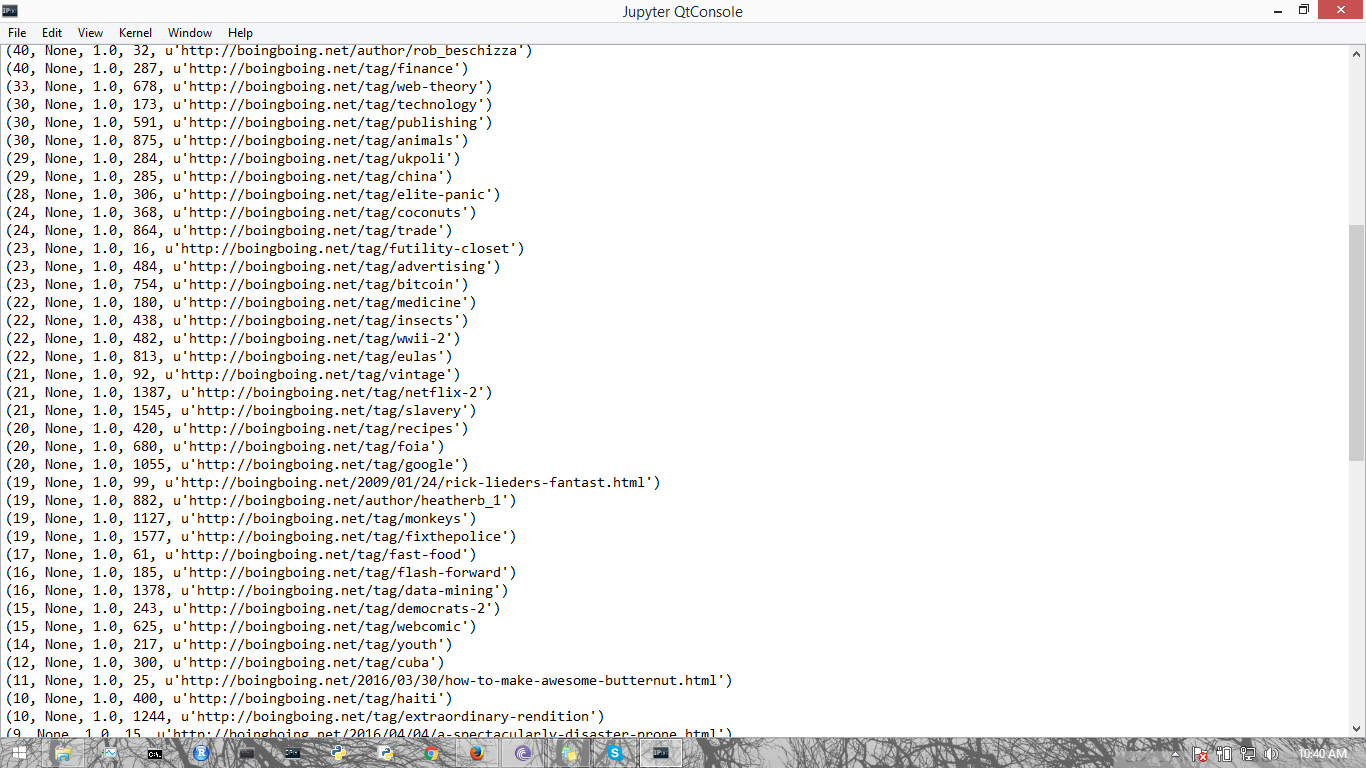 Jupyter QtConsole
File Edit View Kernel Window Help
(40, None, 1.0, 32, u'http://boingboing.net/author/rob_beschizza')
(40, None, 1.0, 287, u'http://boingboing.net/tag/finance')
(33, None, 1.0, 678, u'http://boingboing.net/tag/web-theory')
(30, None, 1.0, 173, u'http://boingboing.net/tag/technology')
(30, None, 1.0, 591, u'http://boingboing.net/tag/publishing')
(30, None, 1.0, 875, u'http://boingboing.net/tag/animals')
(29, None, 1.0, 284, u'http://boingboing.net/tag/ukpoli')
(29, None, 1.0, 285, u'http://boingboing.net/tag/china')
(28, None, 1.0, 306, u'http://boingboing.net/tag/elite-panic')
(24, None, 1.0, 368, u'http://boingboing.net/tag/coconuts')
(24, None, 1.0, 864, u'http://boingboing.net/tag/trade')
(23, None, 1.0, 16, u'http://boingboing.net/tag/futility-closet')
(23, None, 1.0, 484, u'http://boingboing.net/tag/advertising')
(23, None, 1.0, 754, u'http://boingboing.net/tag/bitcoin')
(22, None, 1.0, 180, u'http://boingboing.net/tag/medicine')
(22, None, 1.0, 438, u'http://boingboing.net/tag/insects')
(22, None, 1.0, 482, u'http://boingboing.net/tag/wwii-2')
(22, None, 1.0, 813, u'http://boingboing.net/tag/eulas')
(21, None, 1.0, 92, u'http://boingboing.net/tag/vintage')
(21, None, 1.0, 1387, u'http://boingboing.net/tag/netflix-2')
(21, None, 1.0, 1545, u'http://boingboing.net/tag/slavery')
(20, None, 1.0, 420, u'http://boingboing.net/tag/recipes')
(20, None, 1.0, 680, u'http://boingboing.net/tag/foia')
(20, None, 1.0, 1055, u'http://boingboing.net/tag/google')
(19, None, 1.0, 99, u'http://boingboing.net/2009/01/24/rick-lieders-fantast.html')
(19, None, 1.0, 882, u'http://boingboing.net/author/heatherb_1')
(19, None, 1.0, 1127, u'http://boingboing.net/tag/monkeys')
(19, None, 1.0, 1577, u'http://boingboing.net/tag/fixthepolice')
(17, None, 1.0, 61, u'http://boingboing.net/tag/fast-food')
(16, None, 1.0, 185, u'http://boingboing.net/tag/flash-forward')
(16, None, 1.0, 1378, u'http://boingboing.net/tag/data-mining')
(15, None, 1.0, 243, u'http://boingboing.net/tag/democrats-2')
(15, None, 1.0, 625, u'http://boingboing.net/tag/webcomic')
(14, None, 1.0, 217, u'http://boingboing.net/tag/youth')
(12, None, 1.0, 300, u'http://boingboing.net/tag/cuba')
(11, None, 1.0, 25, u'http://boingboing.net/2016/03/30/how-to-make-awesome-butternut.html')
(10, None, 1.0, 400, u'http://boingboing.net/tag/haiti')
(10, None, 1.0, 1244, u'http://boingboing.net/tag/extraordinary-rendition')
(9, None, 1.0, 15, u'http://boingboing.net/2016/04/04/a-spectacularly-disaster-prone.html')
10:40 AM